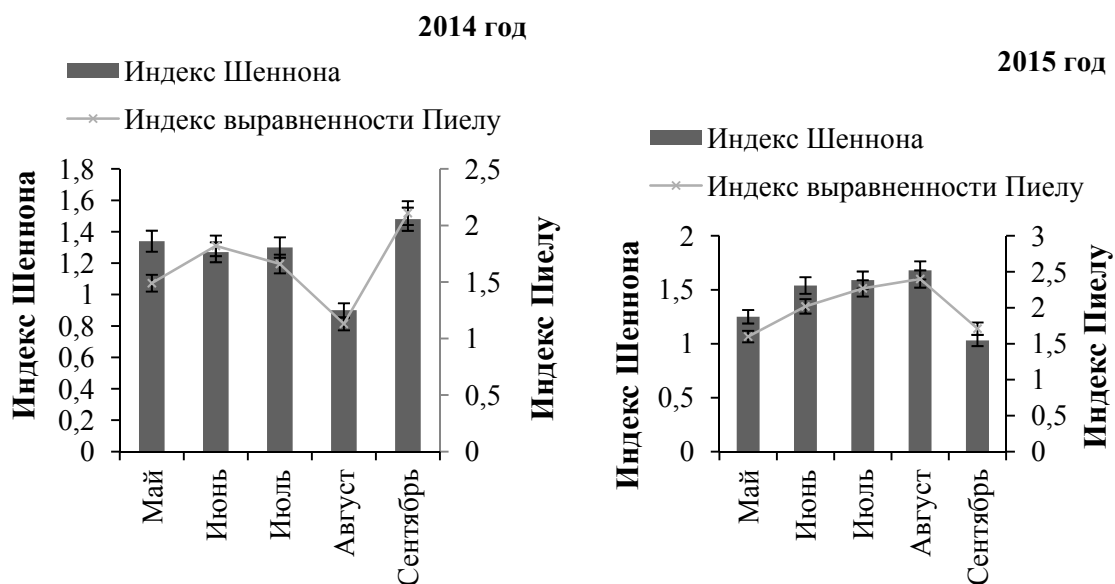 2014 год
Индекс Шеннона
Индекс выравненности Пиелу
Индекс Шеннона
1,8
1,6
1,4
1,2
1
0,8
0,6
0,4
0,2
0
2,5
2
1,5
1
0,5
0
Индекс Пиелу
Май
Июнь
Июль
Август
Сентябрь
2015 год
Индекс Шеннона
Индекс выравненности Пиелу
Индекс Шеннона
2
1,5
1
0,5
0
3
2,5
2
1,5
1
0,5
0
Индекс Пиелу
Май
Июнь
Июль
Август
Сентябрь